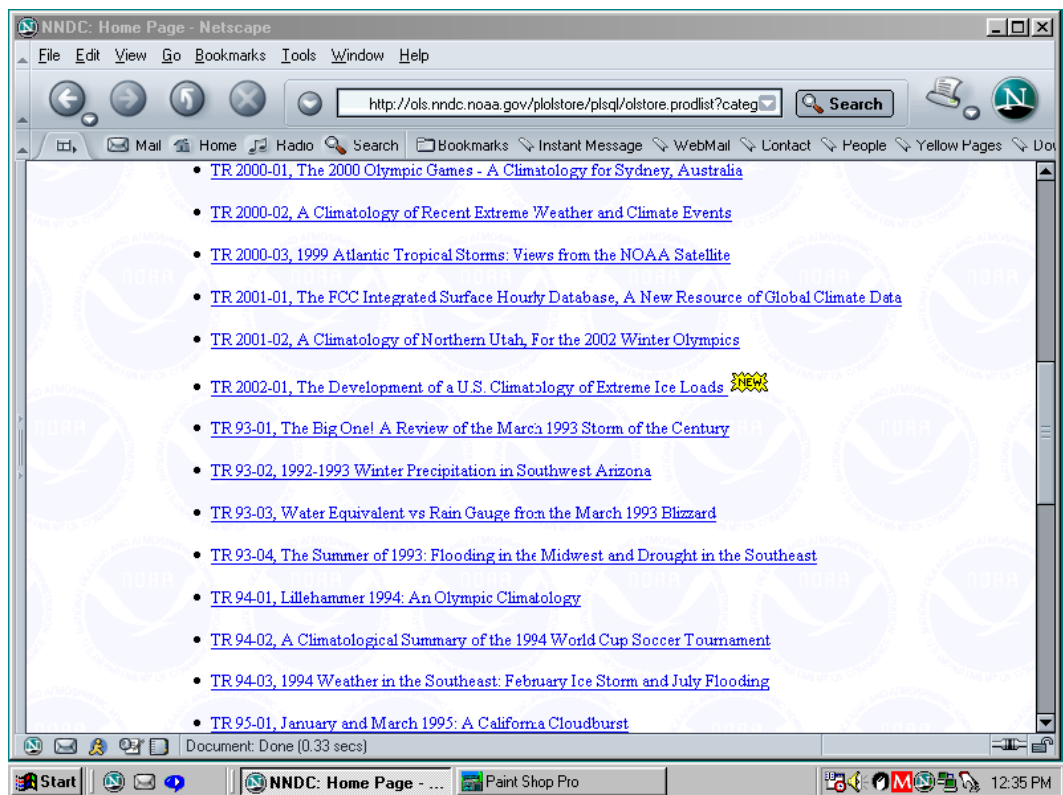 NNDC: Home Page - Netscape
File Edit View Go Bookmarks Tools Window Help
http://ols.nndc.noaa.gov/plolstore/plsql/olstore.prodlist?categ Search
Mail Home Radio Search Bookmarks Instant Message WebMail Contact People Yellow Pages Dow
TR 2000-01, The 2000 Olympic Games - A Climatology for Sydney, Australia
TR 2000-02, A Climatology of Recent Extreme Weather and Climate Events
TR 2000-03, 1999 Atlantic Tropical Storms: Views from the NOAA Satellite
TR 2001-01, The FCC Integrated Surface Hourly Database, A New Resource of Global Climate Data
TR 2001-02, A Climatology of Northern Utah, For the 2002 Winter Olympics
TR 2002-01, The Development of a U.S. Climatology of Extreme Ice Loads NEW
TR 93-01, The Big One! A Review of the March 1993 Storm of the Century
TR 93-02, 1992-1993 Winter Precipitation in Southwest Arizona
TR 93-03, Water Equivalent vs Rain Gauge from the March 1993 Blizzard
TR 93-04, The Summer of 1993: Flooding in the Midwest and Drought in the Southeast
TR 94-01, Lillehammer 1994: An Olympic Climatology
TR 94-02, A Climatological Summary of the 1994 World Cup Soccer Tournament
TR 94-03, 1994 Weather in the Southeast: February Ice Storm and July Flooding
TR 95-01, January and March 1995: A California Cloudburst
Document: Done (0.33 secs)
Start NNDC: Home Page - ... Paint Shop Pro 12:35 PM